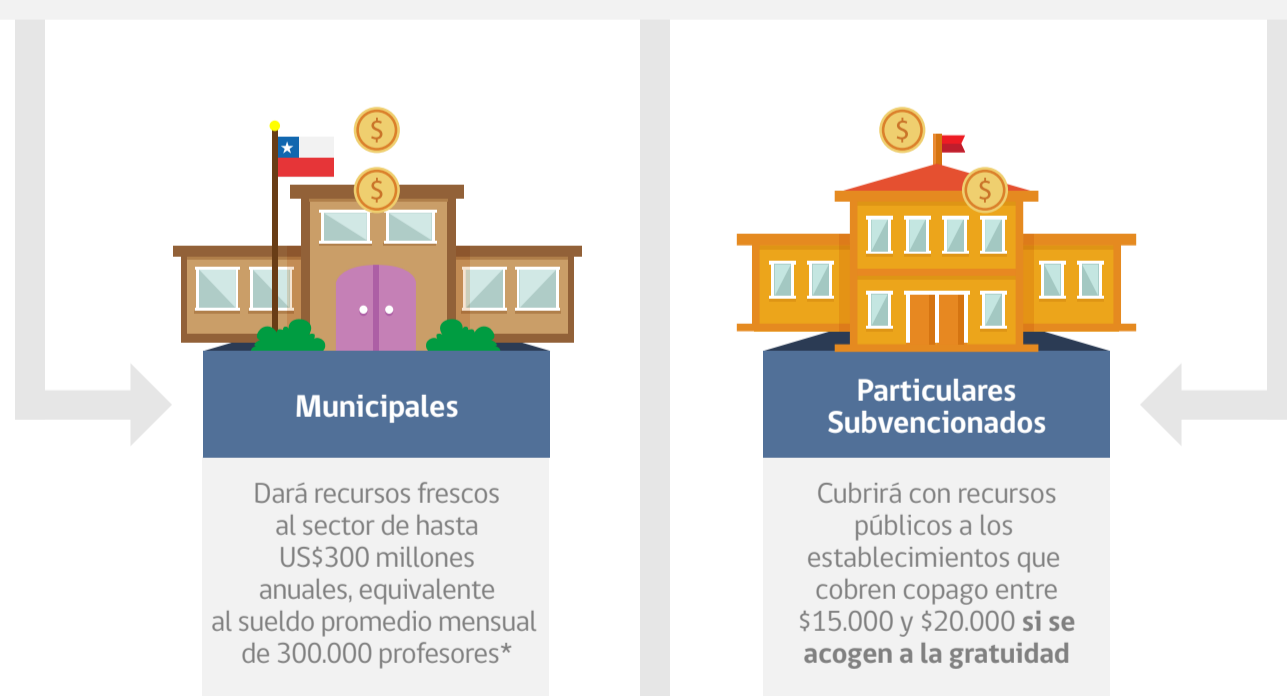 $
$
$
$
Municipales
Dará recursos frescos
al sector de hasta
US$300 millones
anuales, equivalente
al sueldo promedio mensual
de 300.000 profesores*
Particulares
Subvencionados
Cubrirá con recursos
públicos a los
establecimientos que
cobren copago entre
$15.000 y $20.000 si se
acogen a la gratuidad